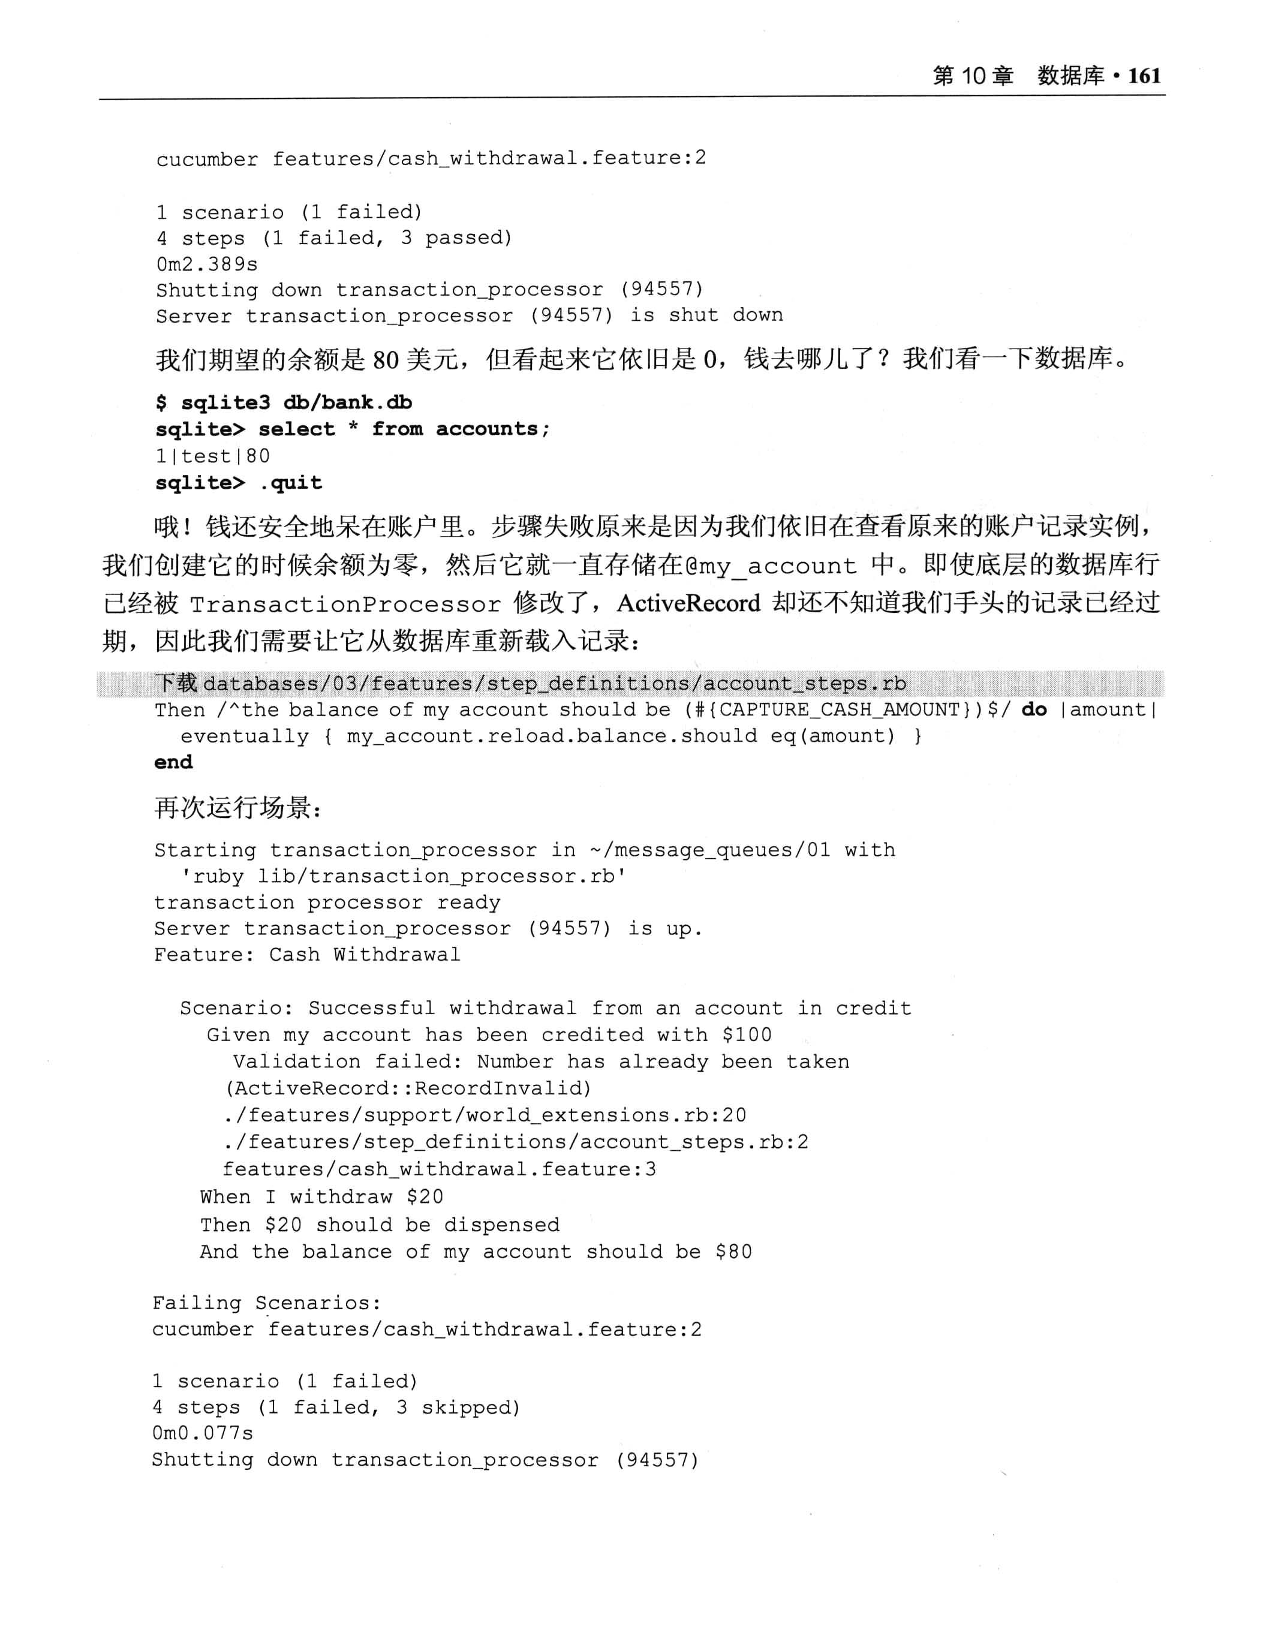 第 10 章 数据库·161
cucumber features/cash_withdrawal.feature:2
1 scenario (1 failed)
4 steps (1 failed, 3 passed)
0m2.389s
Shutting down transaction_processor (94557)
Server transaction_processor (94557) is shut down
我们期望的余额是 80 美元，但看起来它依旧是 0，钱去哪儿了？我们看一下数据库。
$ sqlite3 db/bank.db
sqlite> select * from accounts;
1|test|80
sqlite> .quit
哦！钱还安全地呆在账户里。步骤失败原来是因为我们依旧在查看原来的账户记录实例，
我们创建它的时候余额为零，然后它就一直存储在@my_account 中。即使底层的数据库行
已经被 TransactionProcessor 修改了，ActiveRecord 却还不知道我们手头的记录已经过
期，因此我们需要让它从数据库重新载入记录：
下载 databases/03/features/step_definitions/account_steps.rb
Then /^the balance of my account should be (#{CAPTURE_CASH_AMOUNT})$/ do |amount|
  eventually { my_account.reload.balance.should eq(amount) }
end
再次运行场景：
Starting transaction_processor in ~/message_queues/01 with
  'ruby lib/transaction_processor.rb'
transaction processor ready
Server transaction_processor (94557) is up.
Feature: Cash Withdrawal
  Scenario: Successful withdrawal from an account in credit
    Given my account has been credited with $100
      Validation failed: Number has already been taken
      (ActiveRecord::RecordInvalid)
      ./features/support/world_extensions.rb:20
      ./features/step_definitions/account_steps.rb:2
      features/cash_withdrawal.feature:3
    When I withdraw $20
    Then $20 should be dispensed
    And the balance of my account should be $80
Failing Scenarios:
cucumber features/cash_withdrawal.feature:2
1 scenario (1 failed)
4 steps (1 failed, 3 skipped)
0m0.077s
Shutting down transaction_processor (94557)